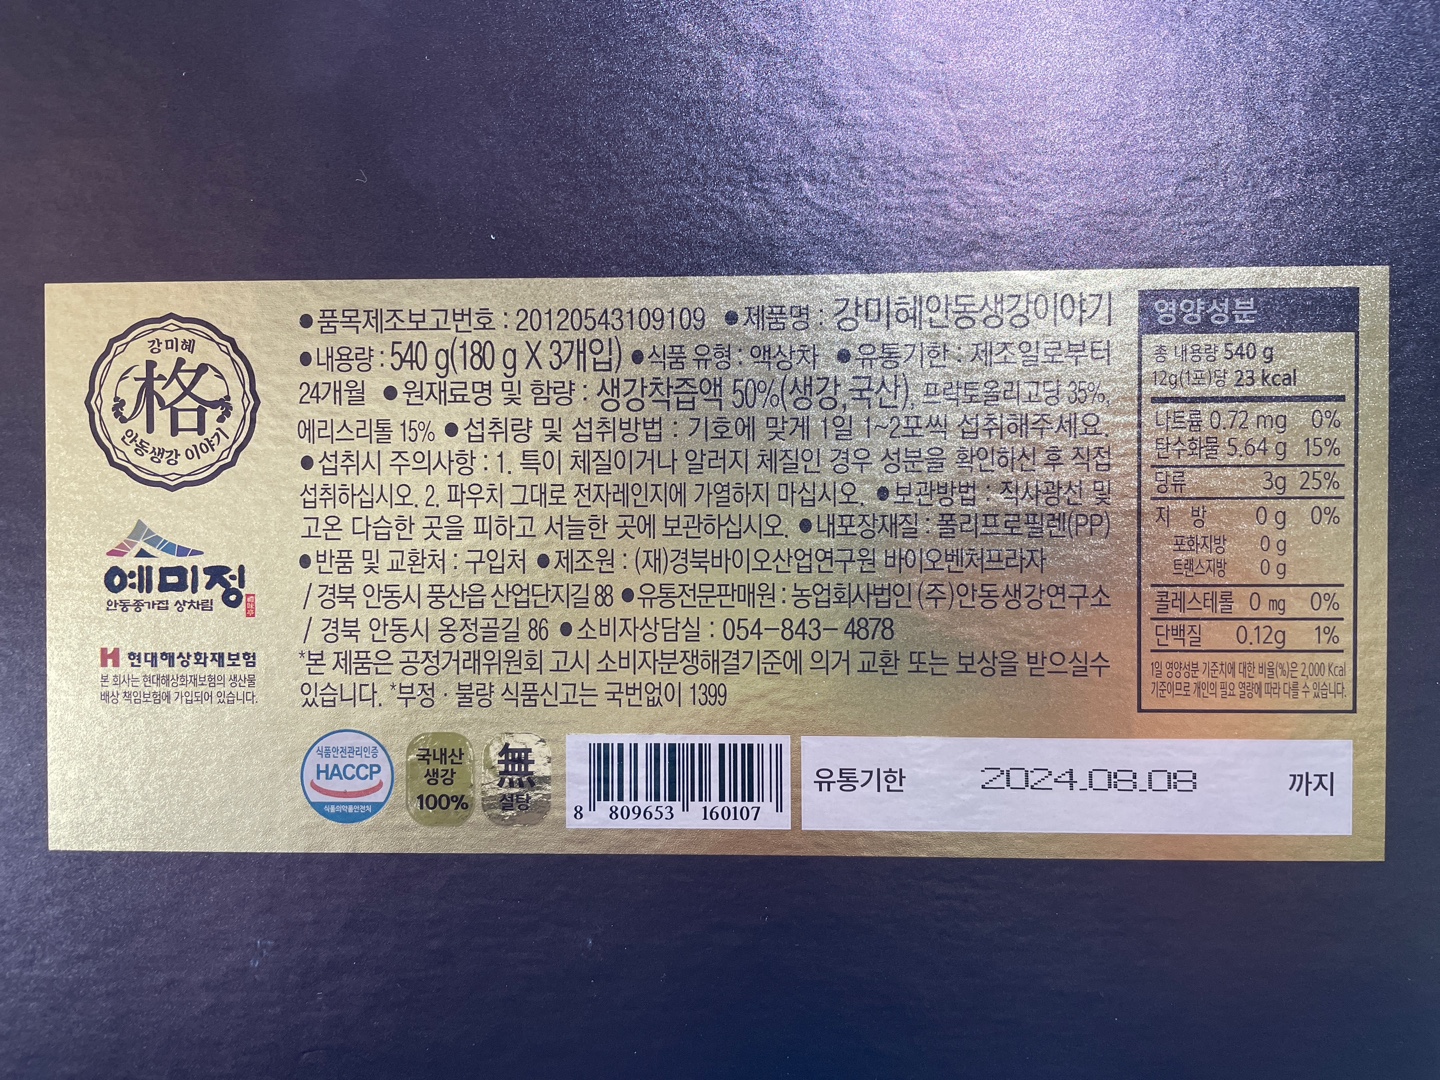 강미혜
格
안동생강 이야기
예미정
안동종가집 상차림
H 현대해상화재보험
본 회사는 현대해상화재보험의 생산물
배상 책임보험에 가입되어 있습니다.
●품목제조보고번호 : 20120543109109 ●제품명 : 강미혜안동생강이야기
●내용량 : 540 g(180 g X 3개입) ●식품 유형 : 액상차 ●유통기한 : 제조일로부터
24개월 ●원재료명 및 함량 : 생강착즙액 50%(생강,국산), 프락토올리고당 35%,
에리스리톨 15% ●섭취량 및 섭취방법 : 기호에 맞게 1일 1~2포씩 섭취해주세요.
●섭취시 주의사항 : 1. 특이 체질이거나 알러지 체질인 경우 성분을 확인하신 후 직접
섭취하십시오. 2. 파우치 그대로 전자레인지에 가열하지 마십시오. ●보관방법 : 직사광선 및
고온 다습한 곳을 피하고 서늘한 곳에 보관하십시오. ●내포장재질 : 폴리프로필렌(PP)
●반품 및 교환처 : 구입처 ●제조원 : (재)경북바이오산업연구원 바이오벤처프라자
/ 경북 안동시 풍산읍 산업단지길 88 ●유통전문판매원 : 농업회사법인 (주)안동생강연구소
/ 경북 안동시 옹정골길 86 ●소비자상담실 : 054-843-4878
*본 제품은 공정거래위원회 고시 소비자분쟁해결기준에 의거 교환 또는 보상을 받으실수
있습니다. *부정 · 불량 식품신고는 국번없이 1399
영양성분
총 내용량 540 g
12g(1포)당 23 kcal
나트륨 0.72 mg 0%
탄수화물 5.64 g 15%
당류 3g 25%
지 방 0 g 0%
포화지방 0 g
트랜스지방 0 g
콜레스테롤 0 mg 0%
단백질 0.12g 1%
1일 영양성분 기준치에 대한 비율(%)은 2,000 Kcal
기준이므로 개인의 필요 열량에 따라 다를 수 있습니다.
식품안전관리인증
HACCP
식품의약품안전처
국내산
생강
100%
無
설탕
8 809653 160107
유통기한 2024.08.08 까지